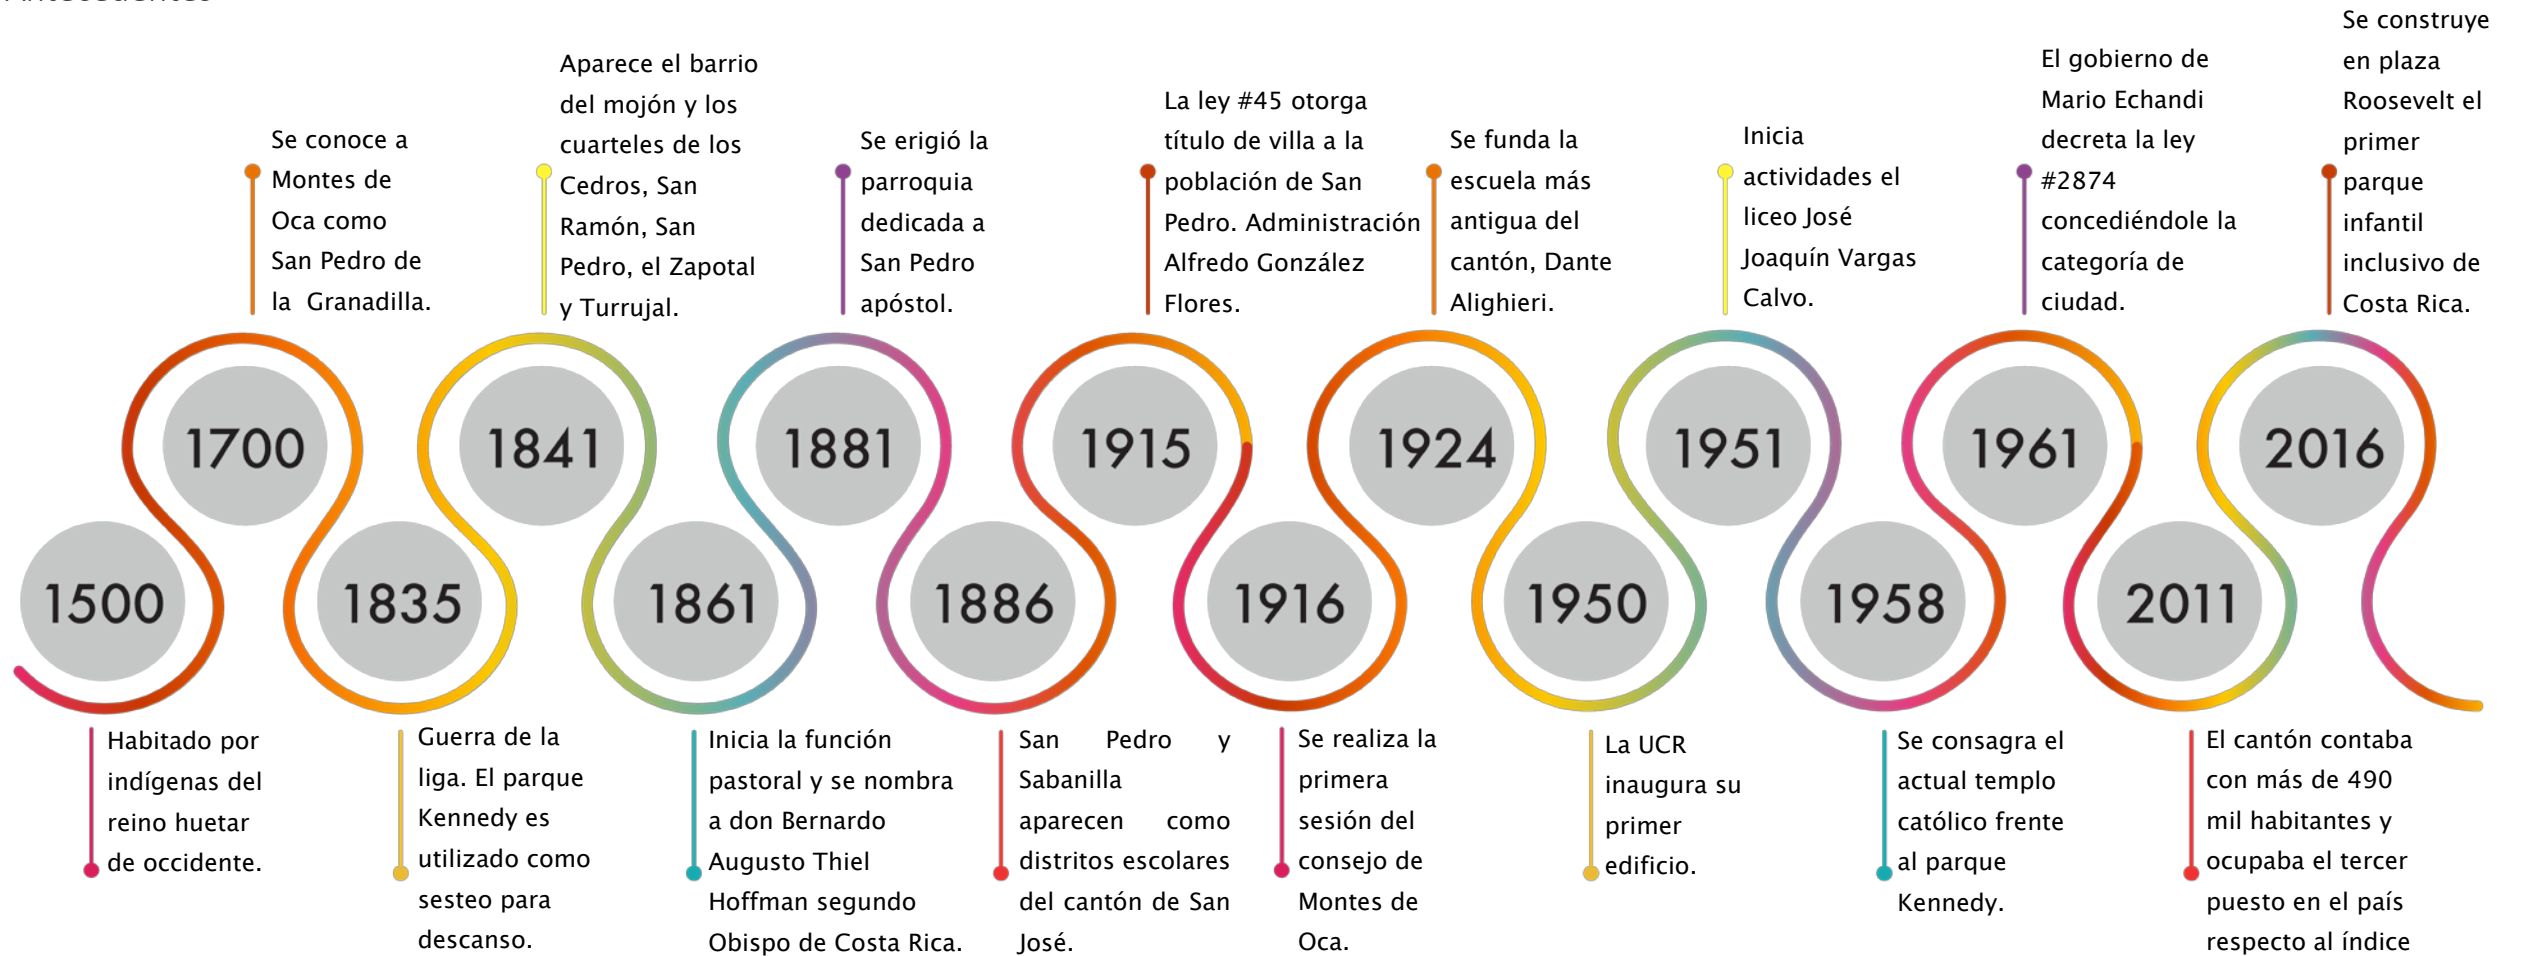 Antecedentes
1500
Habitado por
indígenas del
reino huetar
de occidente.
1700
Se conoce a
Montes de
Oca como
San Pedro de
la Granadilla.
1835
Guerra de la
liga. El parque
Kennedy es
utilizado como
sesteo para
descanso.
1841
Aparece el barrio
del mojón y los
cuarteles de los
Cedros, San
Ramón, San
Pedro, el Zapotal
y Turrujal.
1861
Inicia la función
pastoral y se nombra
a don Bernardo
Augusto Thiel
Hoffman segundo
Obispo de Costa Rica.
1881
Se erigió la
parroquia
dedicada a
San Pedro
apóstol.
1886
San Pedro y
Sabanilla
aparecen como
distritos escolares
del cantón de San
José.
1915
La ley #45 otorga
título de villa a la
población de San
Pedro. Administración
Alfredo González
Flores.
1916
Se realiza la
primera
sesión del
consejo de
Montes de
Oca.
1924
Se funda la
escuela más
antigua del
cantón, Dante
Alighieri.
1950
La UCR
inaugura su
primer
edificio.
1951
Inicia
actividades el
liceo José
Joaquín Vargas
Calvo.
1958
Se consagra el
actual templo
católico frente
al parque
Kennedy.
1961
El gobierno de
Mario Echandi
decreta la ley
#2874
concediéndole la
categoría de
ciudad.
2011
El cantón contaba
con más de 490
mil habitantes y
ocupaba el tercer
puesto en el país
respecto al índice
2016
Se construye
en plaza
Roosevelt el
primer
parque
infantil
inclusivo de
Costa Rica.